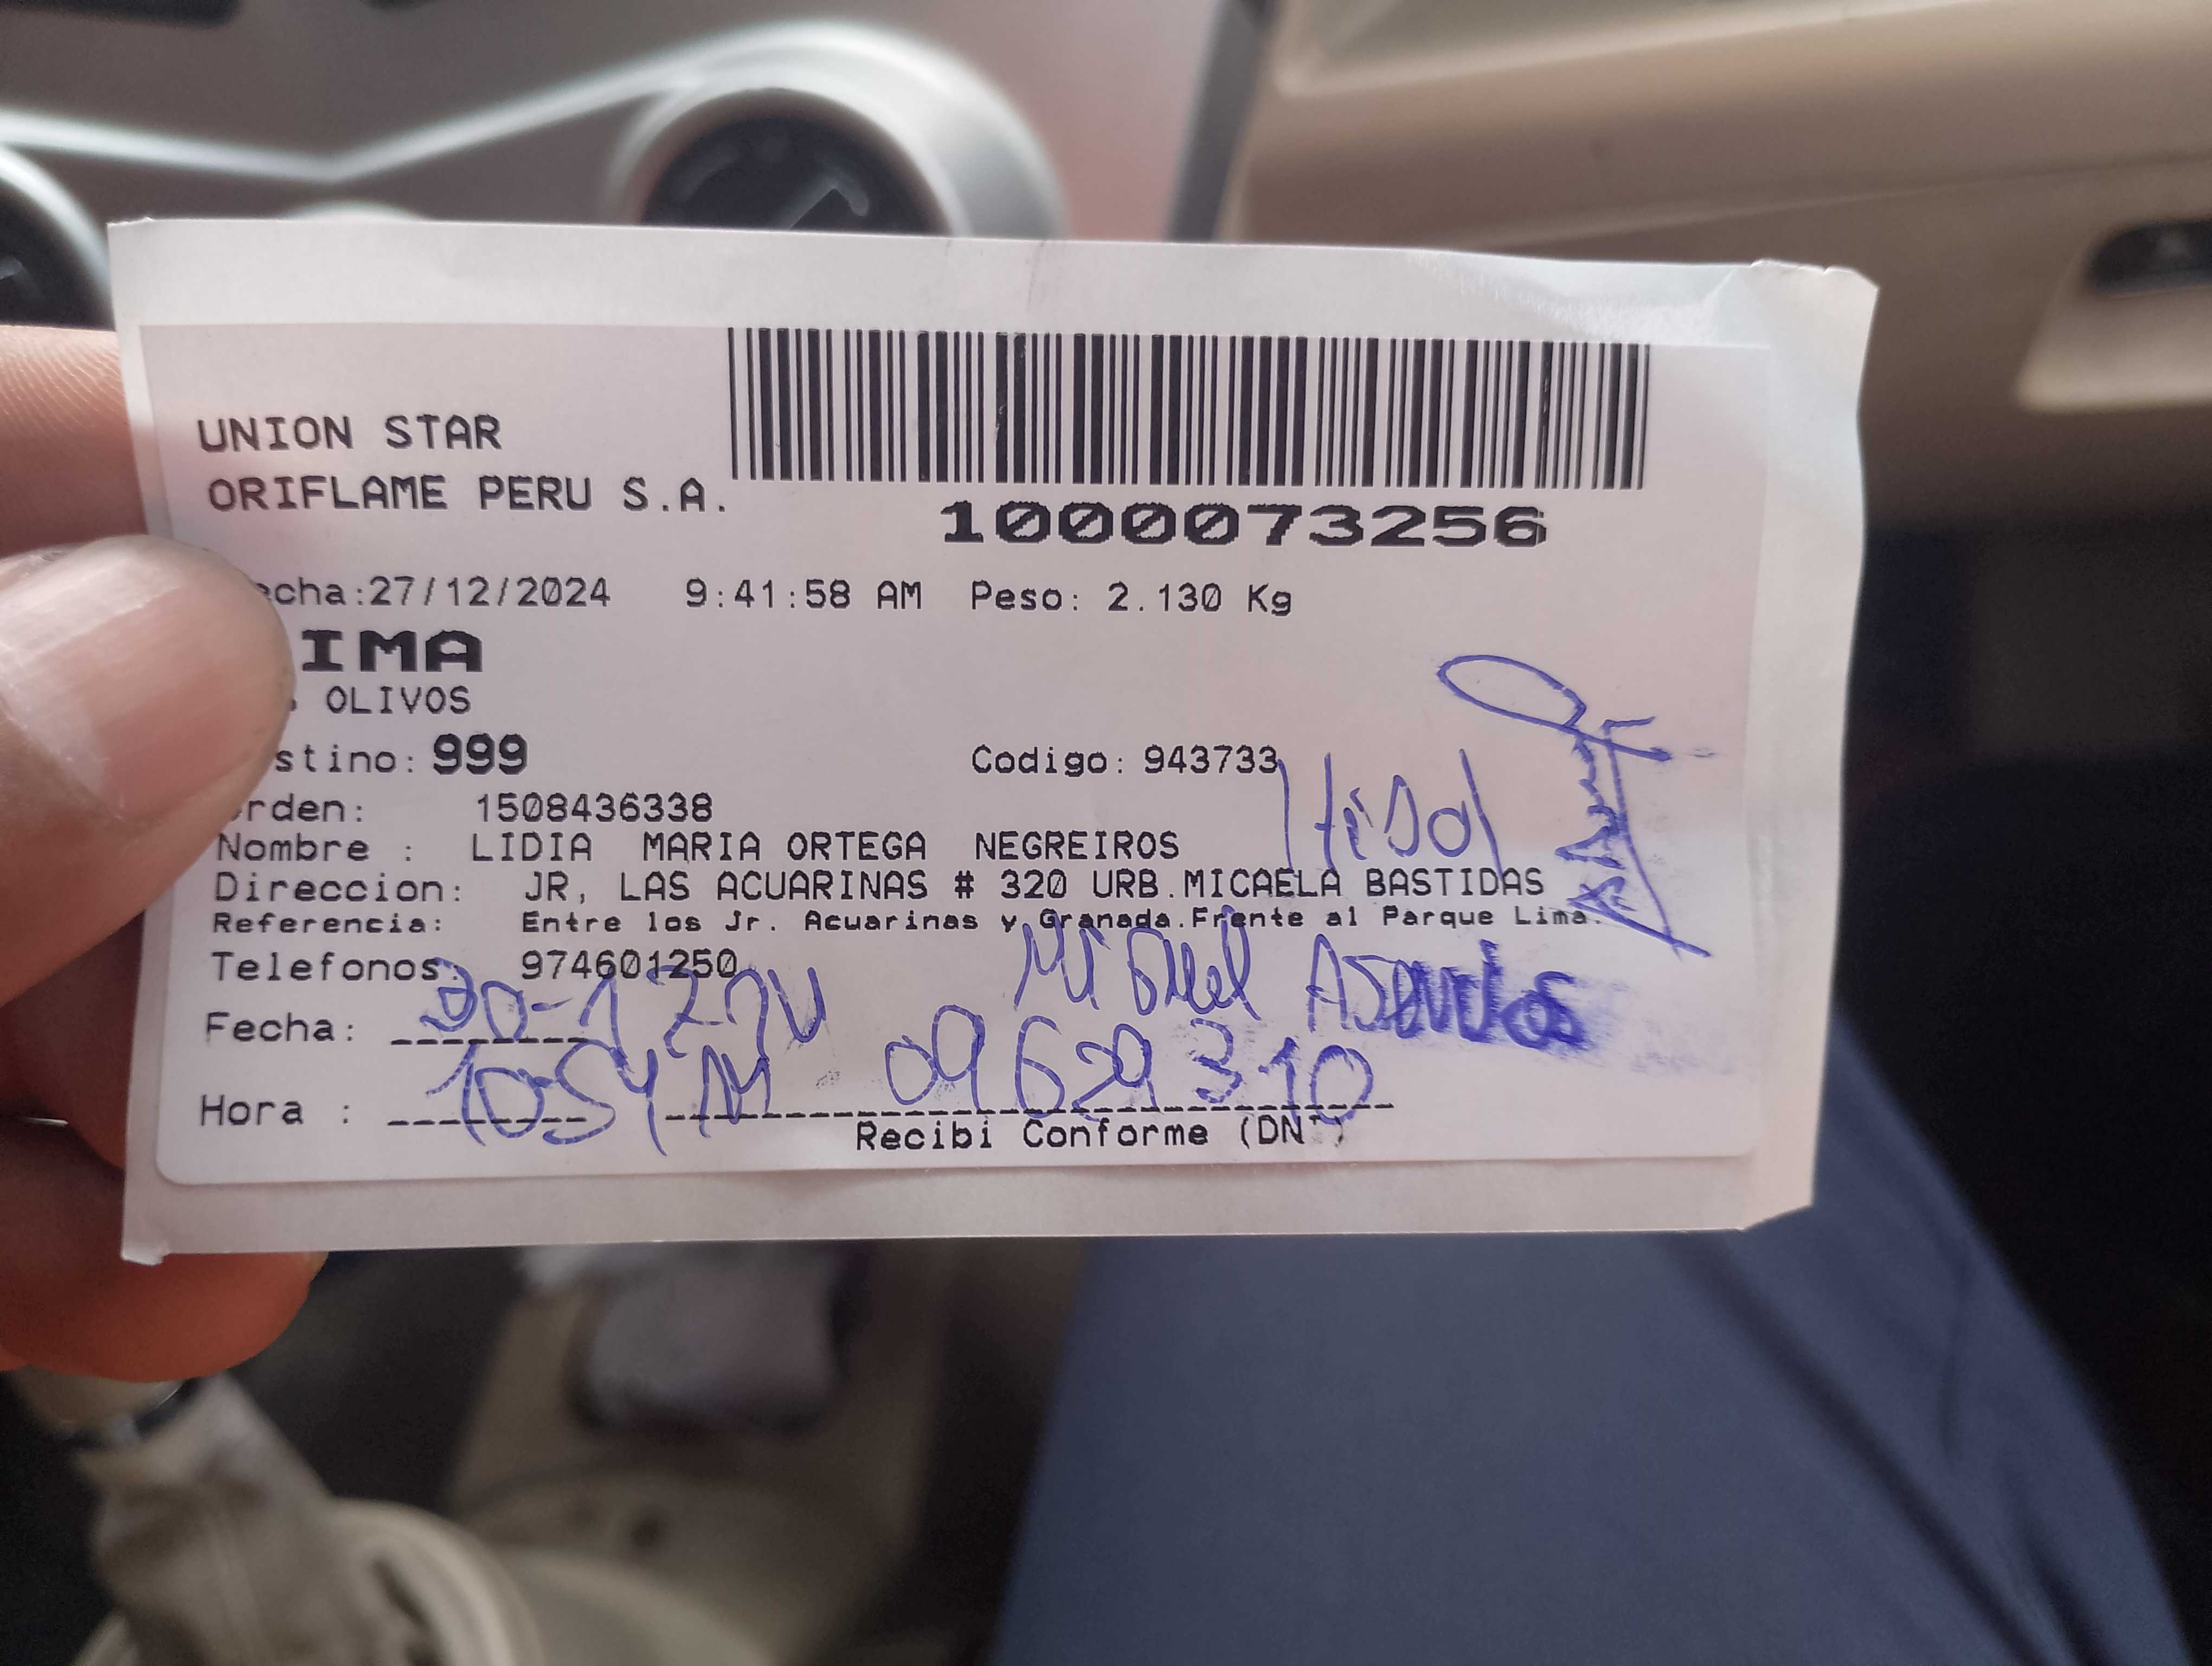 UNION STAR
ORIFLAME PERU S.A.
1000073256
echa:27/12/2024 9:41:58 AM Peso: 2.130 Kg
IMA
OLIVOS
stino: 999 Codigo: 943733
rden: 1508436338
Nombre : LIDIA MARIA ORTEGA NEGREIROS
Direccion: JR, LAS ACUARINAS # 320 URB.MICAELA BASTIDAS
Referencia: Entre los Jr. Acuarinas y Granada.Frente al Parque Lima.
Telefonos: 974601250
Fecha:
Hora : 09629310
Recibi Conforme (DN